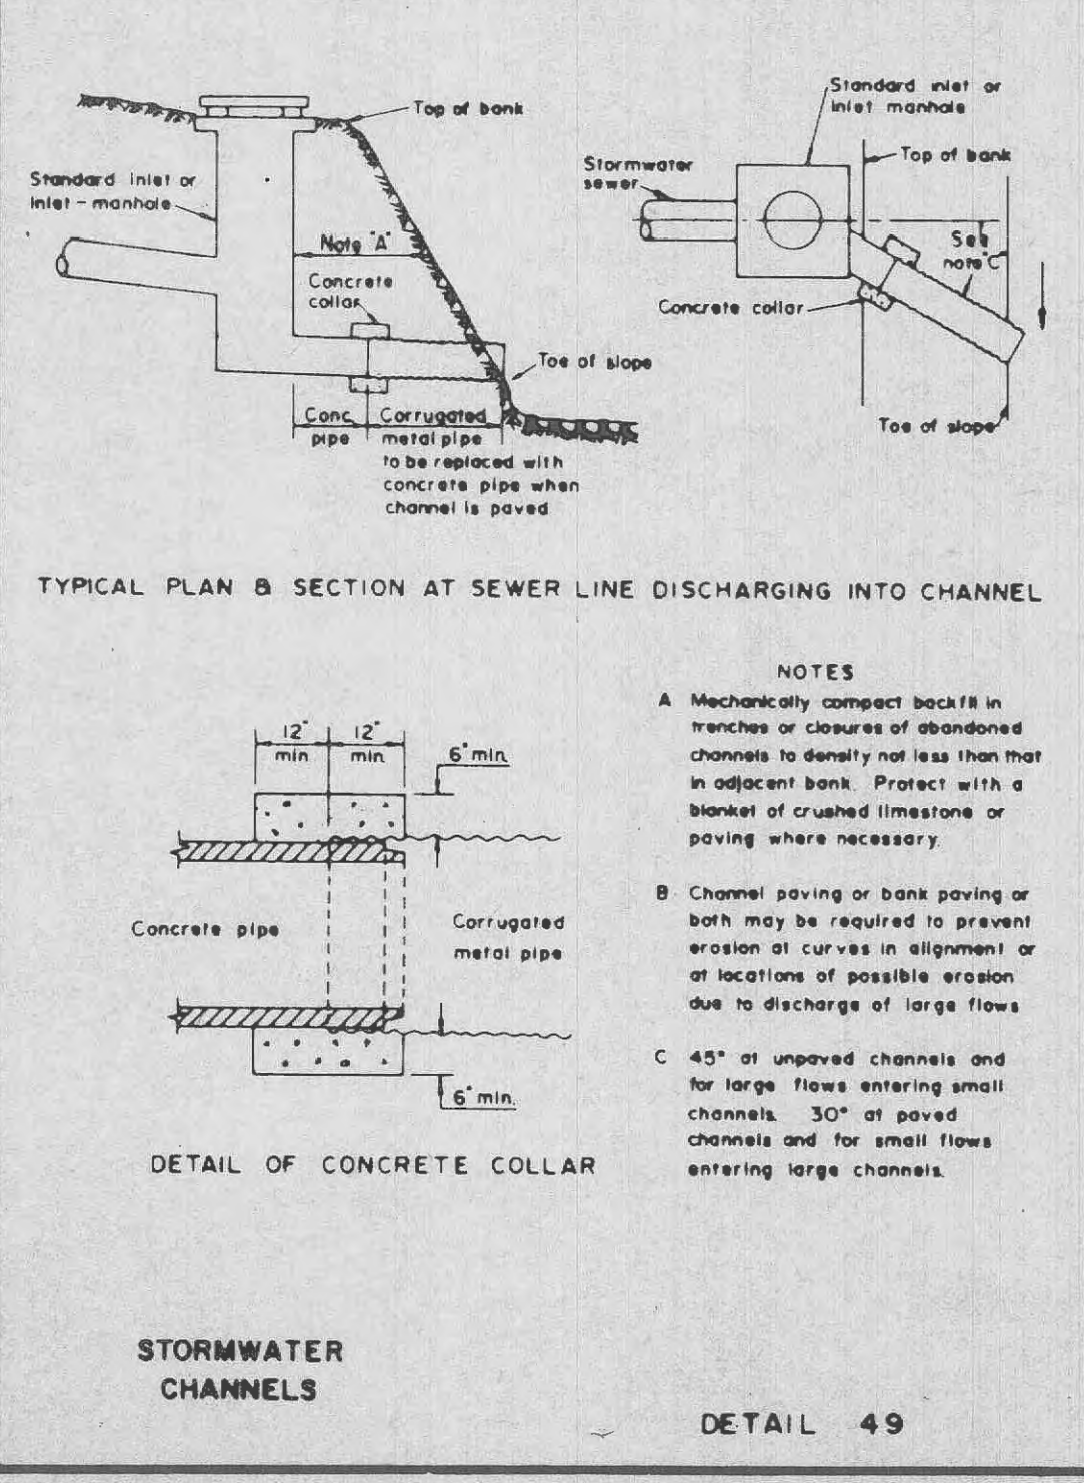 Top of bank
Standard inlet or
inlet - manhole
Note "A"
Concrete
collar
Toe of slope
Conc.
pipe
Corrugated
metal pipe
to be replaced with
concrete pipe when
channel is paved
Standard inlet or
inlet manhole
Stormwater
sewer
Top of bank
See
note "C"
Concrete collar
Toe of slope
TYPICAL PLAN & SECTION AT SEWER LINE DISCHARGING INTO CHANNEL
12"
min
12"
min.
6" min.
Concrete pipe
Corrugated
metal pipe
6" min.
DETAIL OF CONCRETE COLLAR
NOTES
A Mechanically compact backfill in
trenches or closures of abandoned
channels to density not less than that
in adjacent bank. Protect with a
blanket of crushed limestone or
paving where necessary.
B Channel paving or bank paving or
both may be required to prevent
erosion at curves in alignment or
at locations of possible erosion
due to discharge of large flows
C 45° at unpaved channels and
for large flows entering small
channels. 30° at paved
channels and for small flows
entering large channels.
STORMWATER
CHANNELS
DETAIL 49